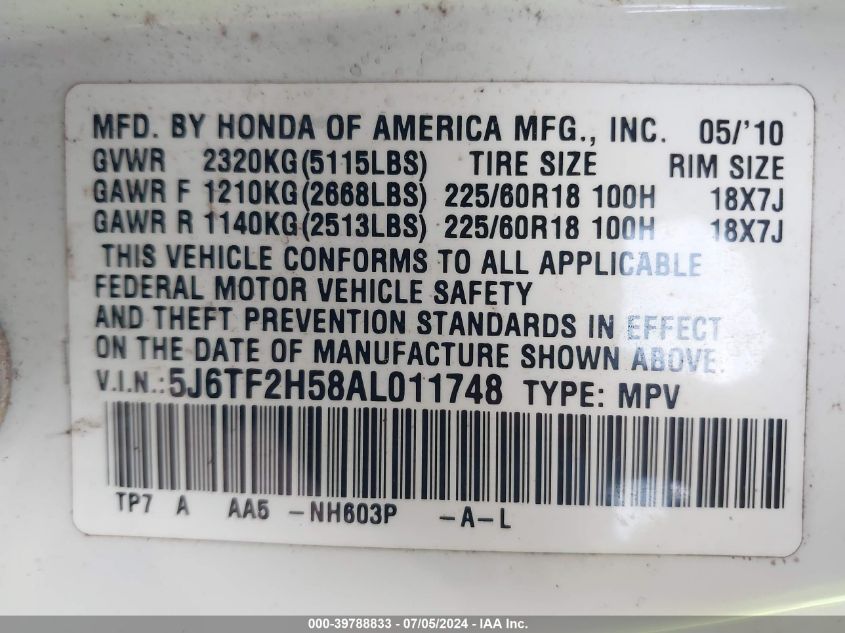 MFD. BY HONDA OF AMERICA MFG., INC. 05/'10
GVWR 2320KG(5115LBS) TIRE SIZE RIM SIZE
GAWR F 1210KG(2668LBS) 225/60R18 100H 18X7J
GAWR R 1140KG(2513LBS) 225/60R18 100H 18X7J
THIS VEHICLE CONFORMS TO ALL APPLICABLE
FEDERAL MOTOR VEHICLE SAFETY
AND THEFT PREVENTION STANDARDS IN EFFECT
ON THE DATE OF MANUFACTURE SHOWN ABOVE.
V.I.N.: 5J6TF2H58AL011748 TYPE: MPV
TP7 A AA5 -NH603P -A-L
000-39788833 - 07/05/2024 - IAA Inc.